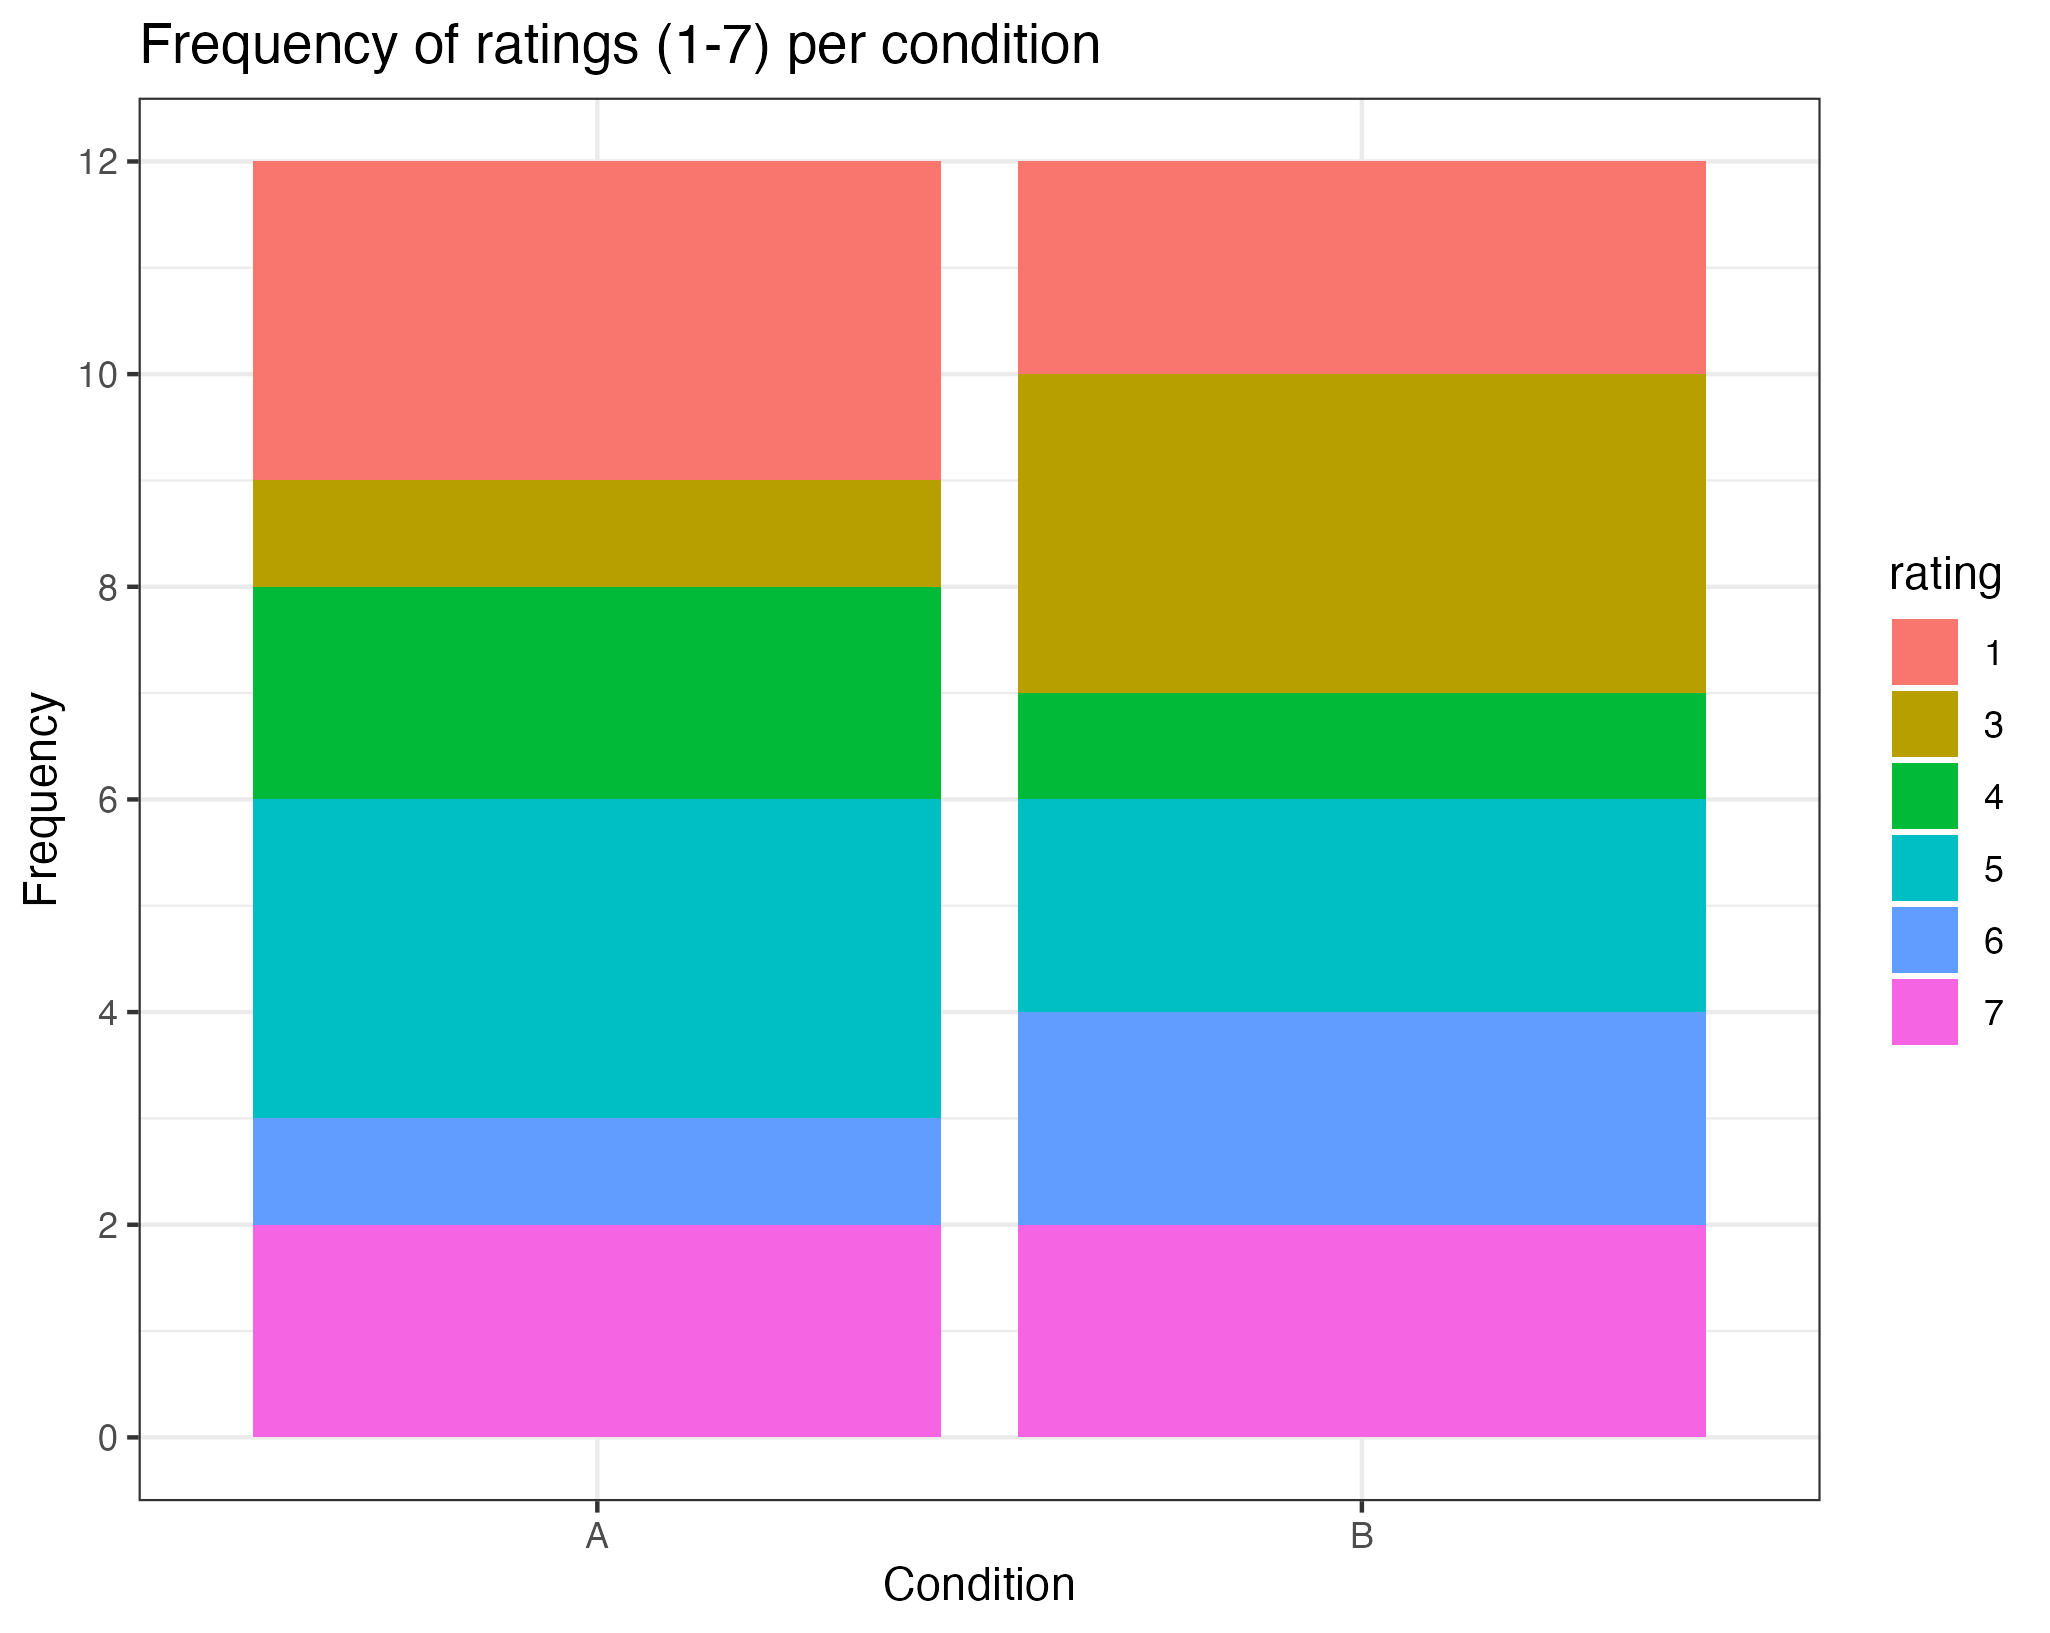 Frequency of ratings (1-7) per condition
12
10
8
6
4
2
0
Frequency
A
B
Condition
rating
1
3
4
5
6
7